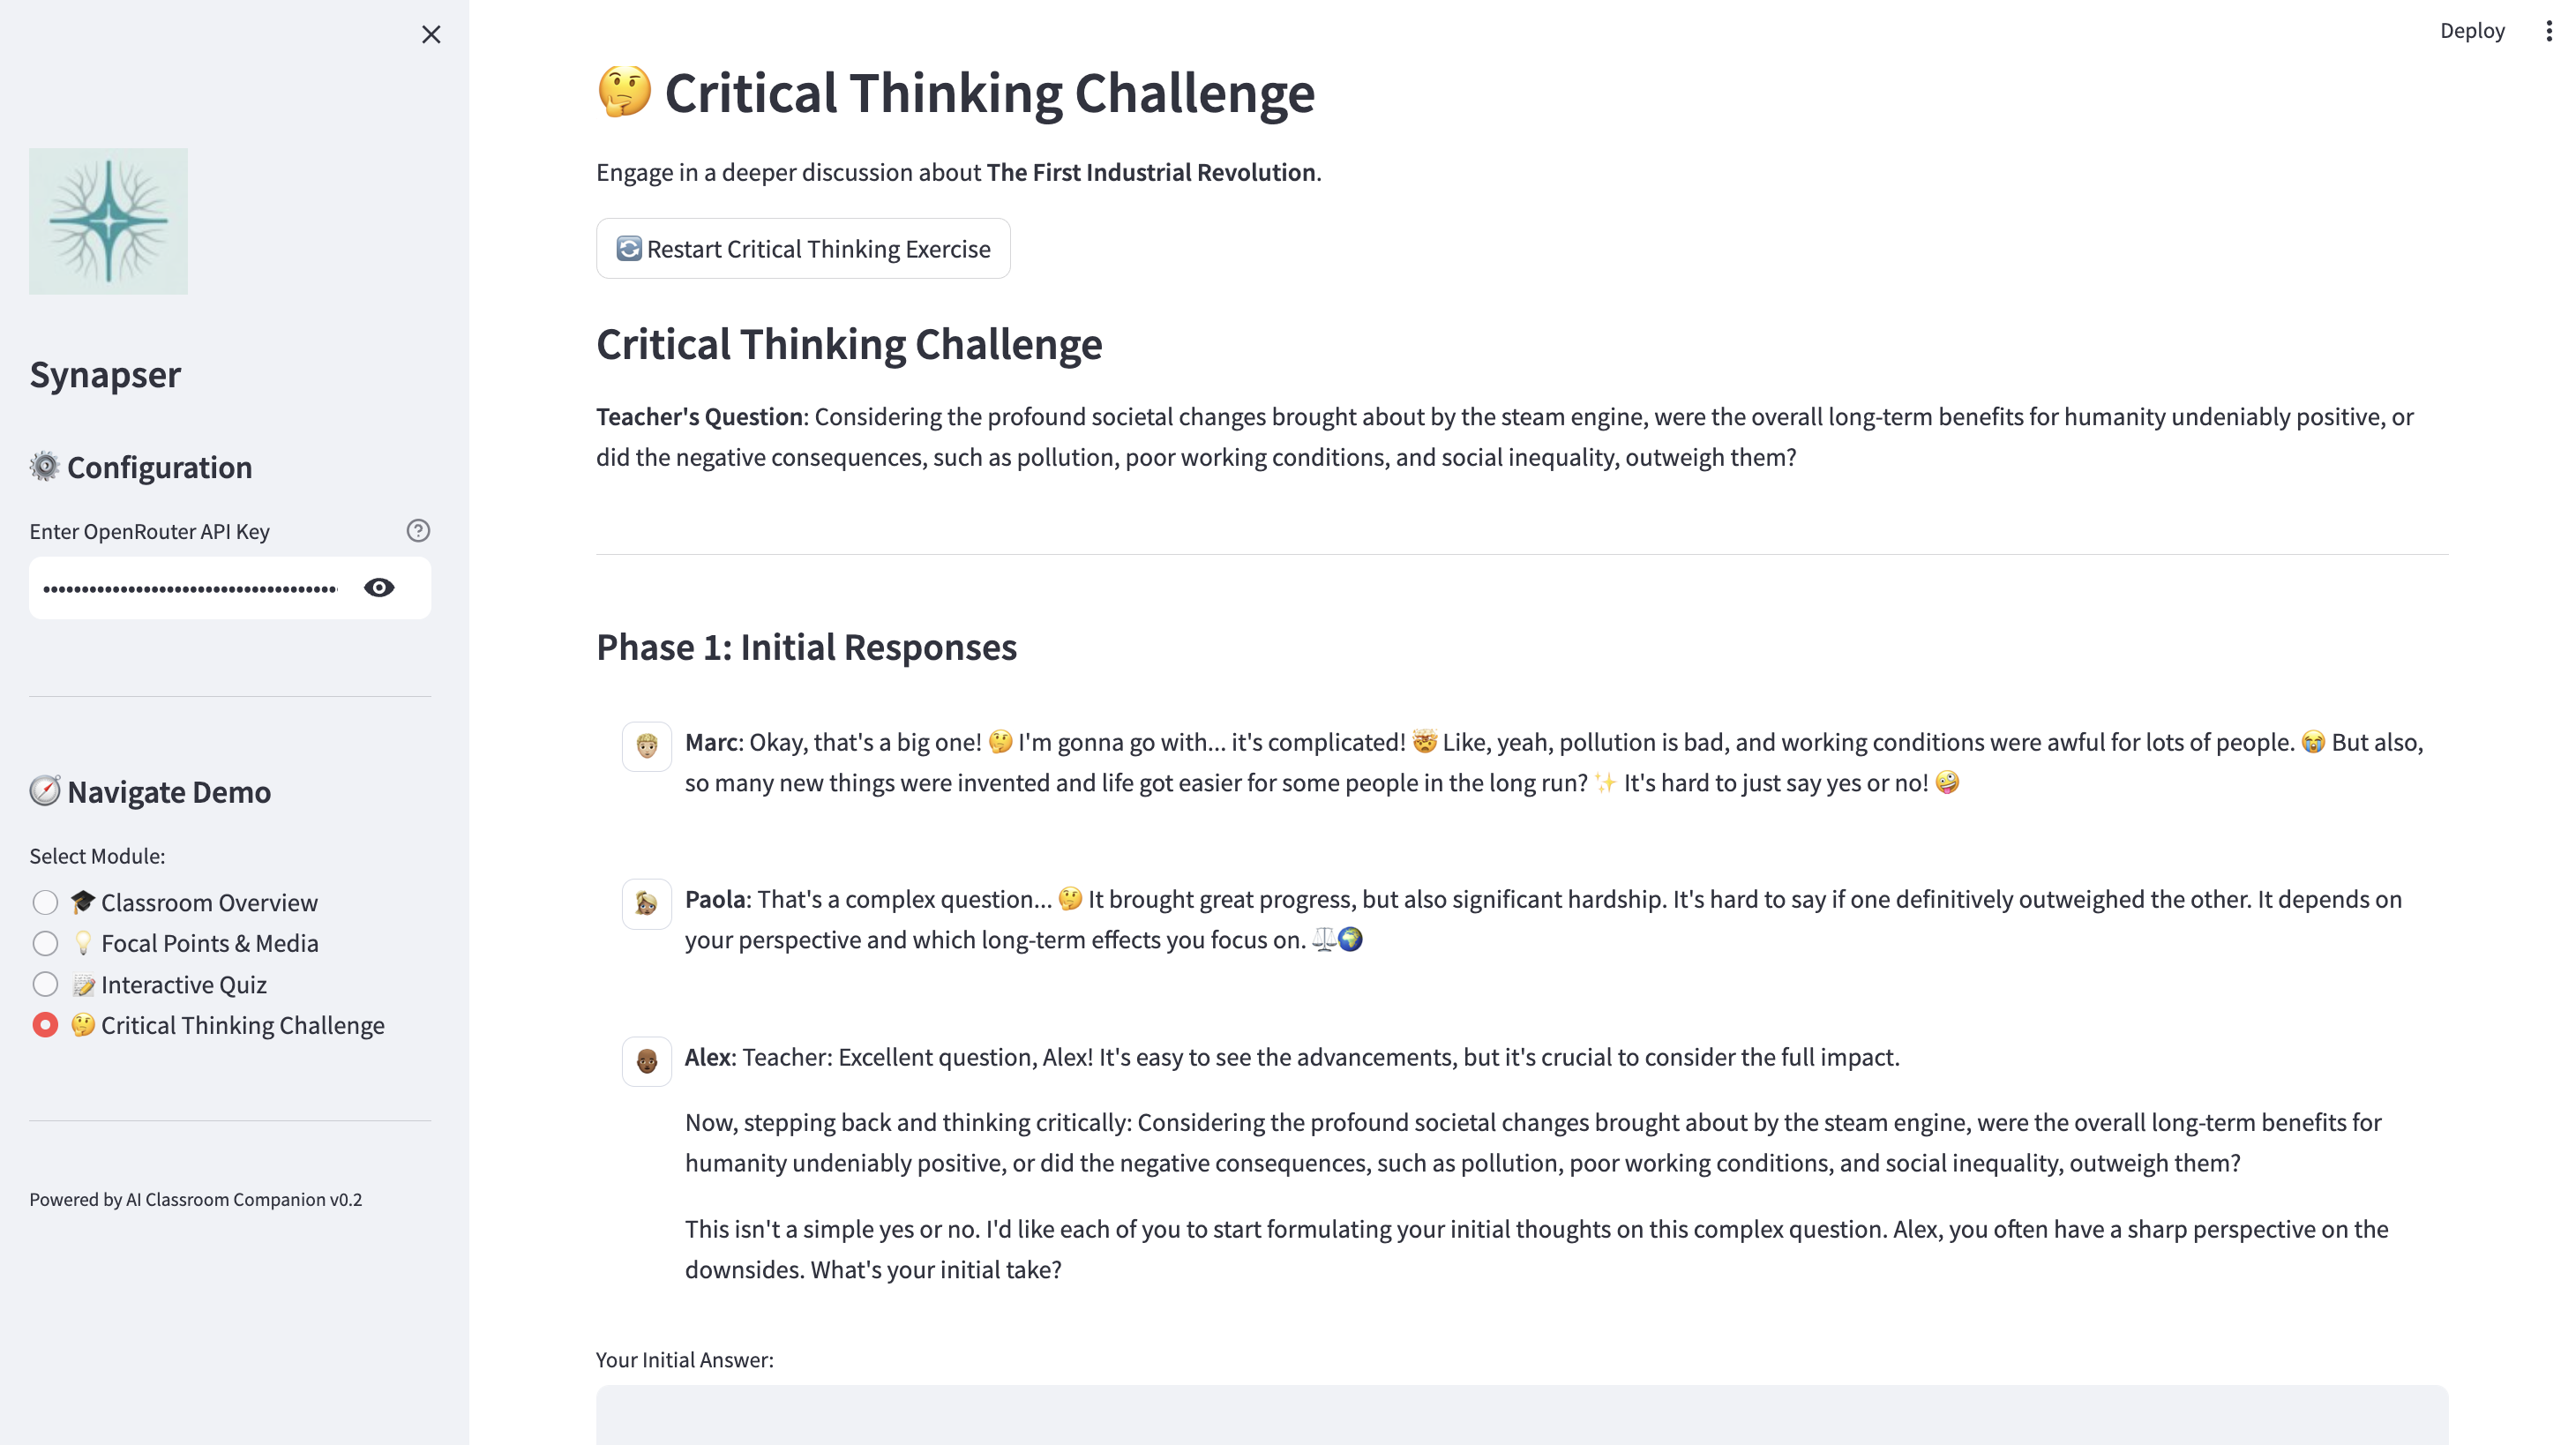 Deploy
🤔 Critical Thinking Challenge
Engage in a deeper discussion about The First Industrial Revolution.
🔄 Restart Critical Thinking Exercise
Critical Thinking Challenge
Teacher's Question: Considering the profound societal changes brought about by the steam engine, were the overall long-term benefits for humanity undeniably positive, or
did the negative consequences, such as pollution, poor working conditions, and social inequality, outweigh them?
Phase 1: Initial Responses
Marc: Okay, that's a big one! 🤔 I'm gonna go with... it's complicated! 🤯 Like, yeah, pollution is bad, and working conditions were awful for lots of people. 😭 But also,
so many new things were invented and life got easier for some people in the long run? ✨ It's hard to just say yes or no! 🤪
Paola: That's a complex question... 🤔 It brought great progress, but also significant hardship. It's hard to say if one definitively outweighed the other. It depends on
your perspective and which long-term effects you focus on. ⚖️🌍
Alex: Teacher: Excellent question, Alex! It's easy to see the advancements, but it's crucial to consider the full impact.
Now, stepping back and thinking critically: Considering the profound societal changes brought about by the steam engine, were the overall long-term benefits for
humanity undeniably positive, or did the negative consequences, such as pollution, poor working conditions, and social inequality, outweigh them?
This isn't a simple yes or no. I'd like each of you to start formulating your initial thoughts on this complex question. Alex, you often have a sharp perspective on the
downsides. What's your initial take?
Your Initial Answer:
Synapser
⚙️ Configuration
Enter OpenRouter API Key
🧭 Navigate Demo
Select Module:
🎓 Classroom Overview
💡 Focal Points & Media
📝 Interactive Quiz
🤔 Critical Thinking Challenge
Powered by AI Classroom Companion v0.2